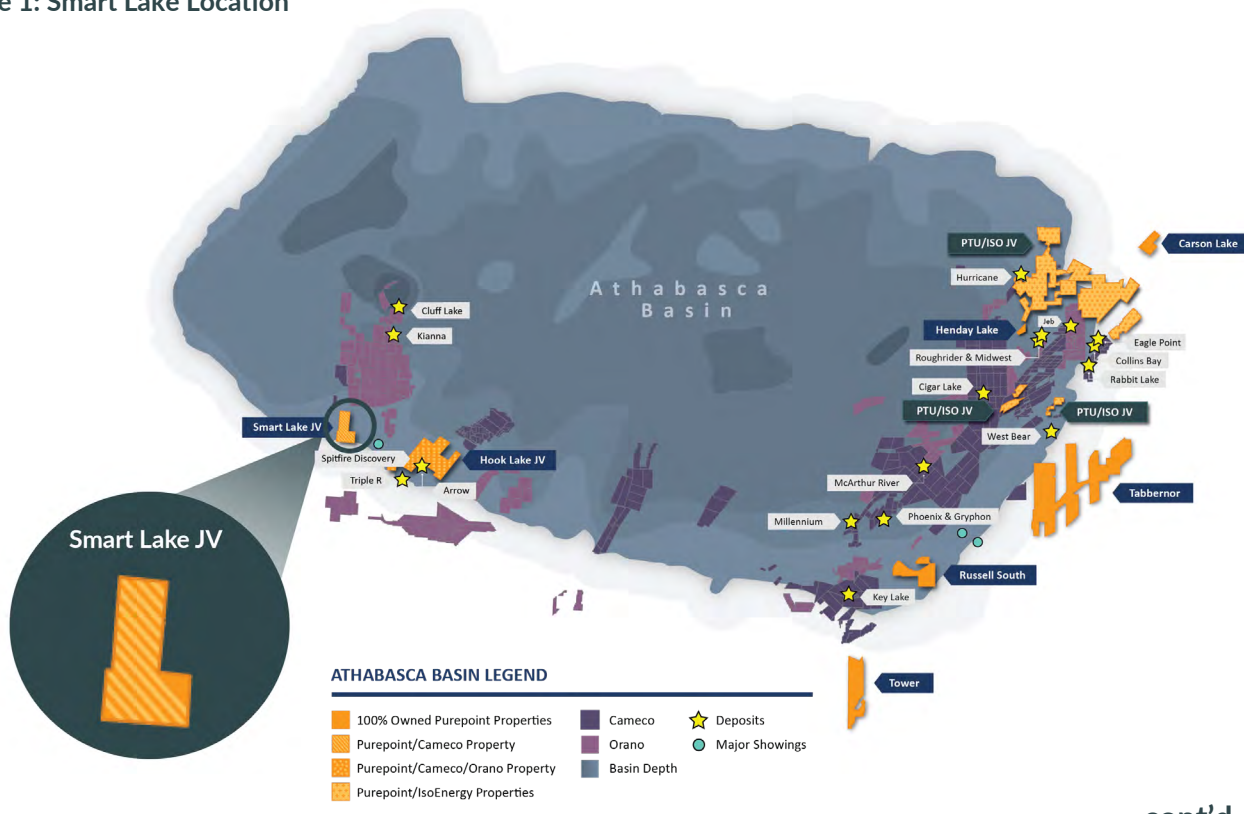 e 1: Smart Lake Location
Athabasca
Basin
PTU/ISO JV
Carson Lake
Hurricane
Cluff Lake
Kianna
Henday Lake
Jeb
Eagle Point
Roughrider & Midwest
Collins Bay
Rabbit Lake
Cigar Lake
PTU/ISO JV
PTU/ISO JV
Smart Lake JV
West Bear
Spitfire Discovery
Hook Lake JV
Triple R
Arrow
McArthur River
Tabbernor
Millennium
Phoenix & Gryphon
Smart Lake JV
Russell South
Key Lake
Tower
ATHABASCA BASIN LEGEND
100% Owned Purepoint Properties
Purepoint/Cameco Property
Purepoint/Cameco/Orano Property
Purepoint/IsoEnergy Properties
Cameco
Orano
Basin Depth
Deposits
Major Showings
cont'd